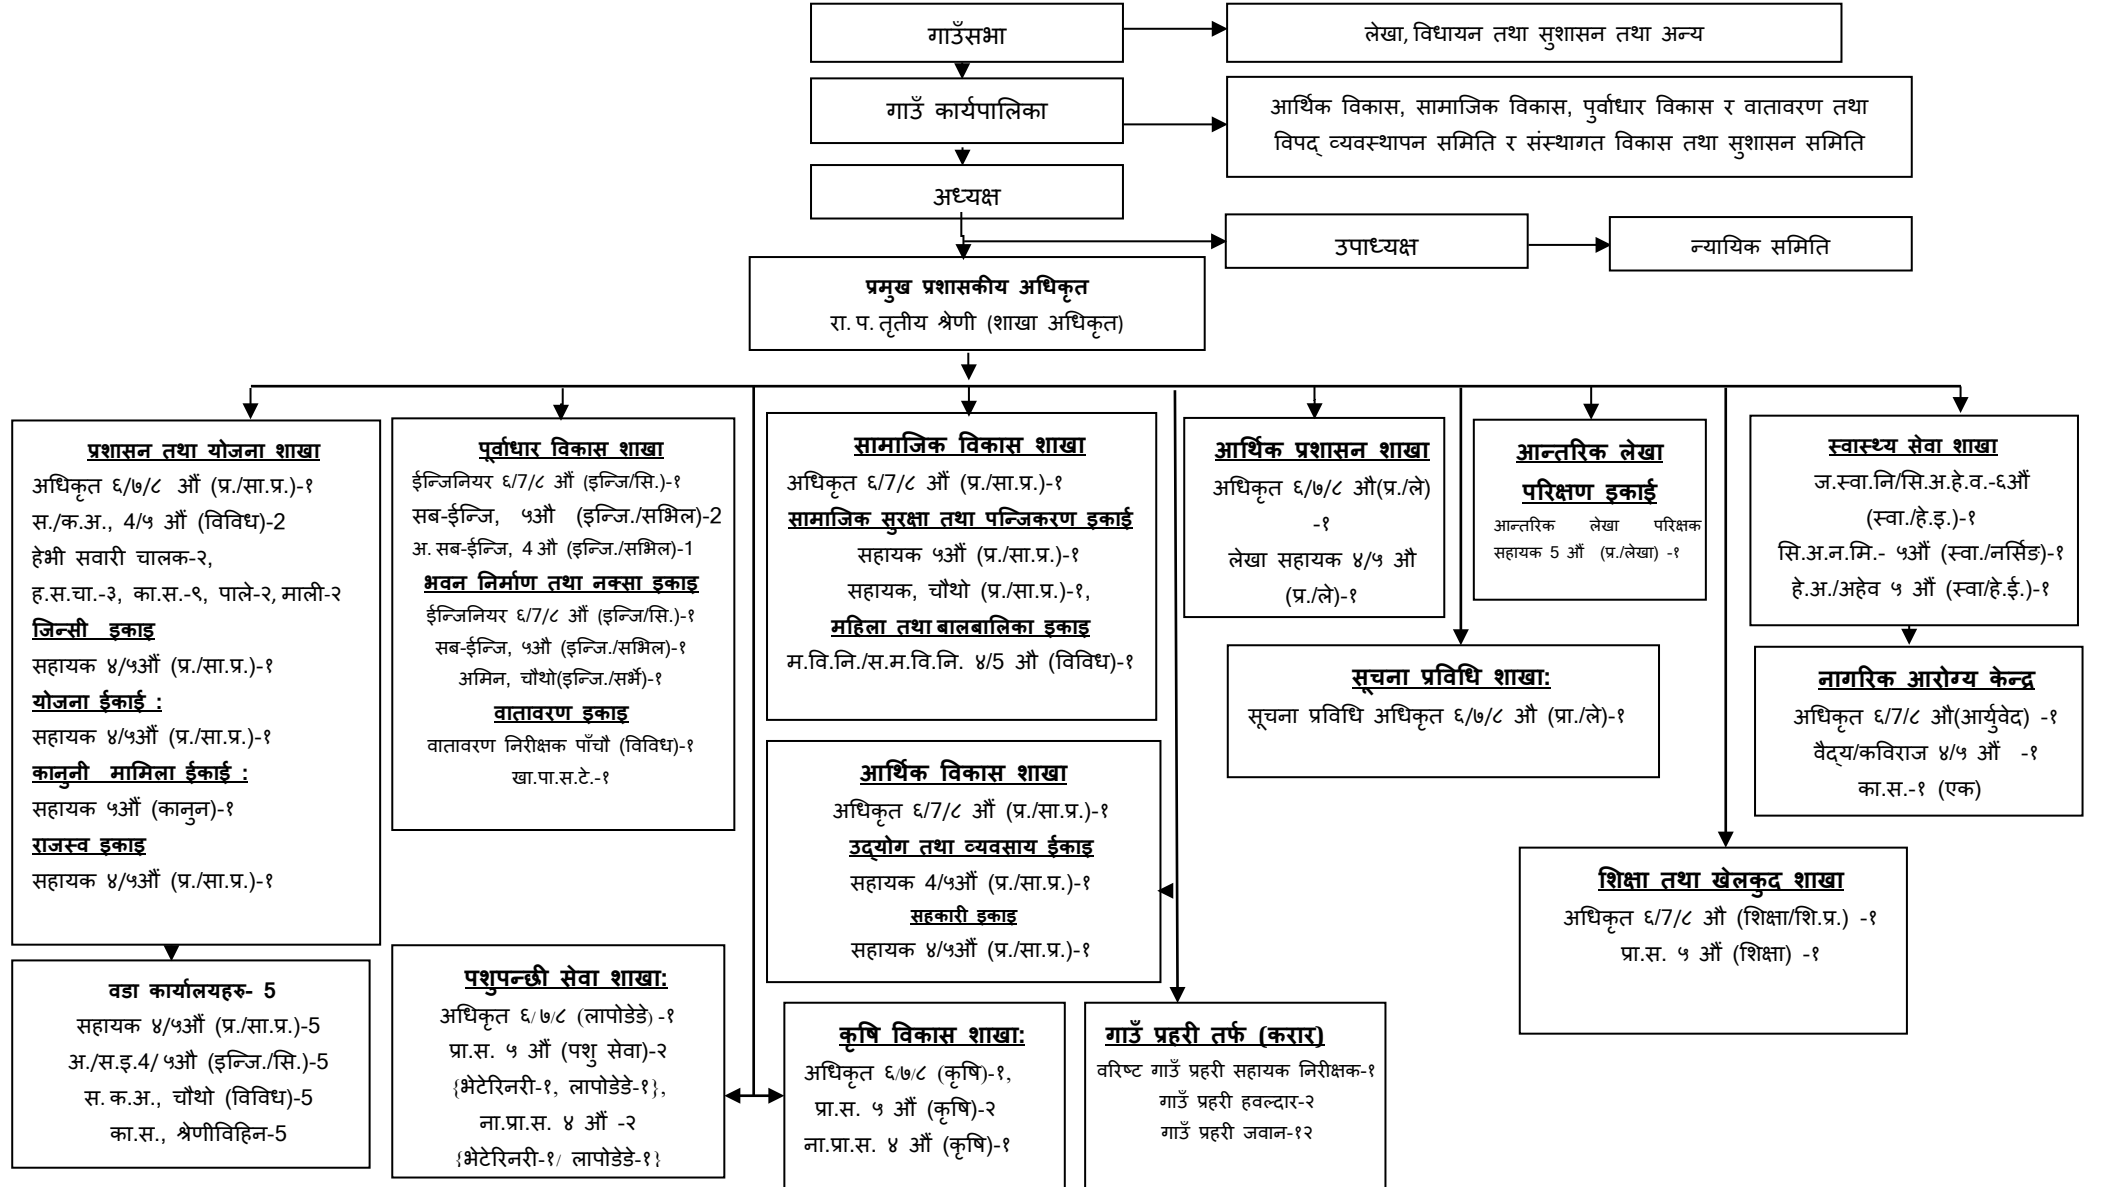 गाउँसभा
लेखा, विधायन तथा सुशासन तथा अन्य
गाउँ कार्यपालिका
आर्थिक विकास, सामाजिक विकास, पुर्वाधार विकास र वातावरण तथा
विपद् व्यवस्थापन समिति र संस्थागत विकास तथा सुशासन समिति
अध्यक्ष
उपाध्यक्ष
न्यायिक समिति
प्रमुख प्रशासकीय अधिकृत
रा. प. तृतीय श्रेणी (शाखा अधिकृत)
प्रशासन तथा योजना शाखा
अधिकृत ६/७/८ औं (प्र./सा.प्र.)-१
स./क.अ., 4/५ औं (विविध)-2
हेभी सवारी चालक-२,
ह.स.चा.-३, का.स.-९, पाले-२, माली-२
जिन्सी इकाइ
सहायक ४/५औं (प्र./सा.प्र.)-१
योजना ईकाई :
सहायक ४/५औं (प्र./सा.प्र.)-१
कानुनी मामिला ईकाई :
सहायक ५औं (कानुन)-१
राजस्व इकाइ
सहायक ४/५औं (प्र./सा.प्र.)-१
वडा कार्यालयहरु- 5
सहायक ४/५औं (प्र./सा.प्र.)-5
अ./स.इ.4/ ५औ (इन्जि./सि.)-5
स. क.अ., चौथो (विविध)-5
का.स., श्रेणीविहिन-5
पूर्वाधार विकास शाखा
ईन्जिनियर ६/7/८ औं (इन्जि/सि.)-१
सब-ईन्जि, ५औ (इन्जि./सभिल)-2
अ. सब-ईन्जि, 4 औ (इन्जि./सभिल)-1
भवन निर्माण तथा नक्सा इकाइ
ईन्जिनियर ६/7/८ औं (इन्जि/सि.)-१
सब-ईन्जि, ५औ (इन्जि./सभिल)-१
अमिन, चौथो(इन्जि./सर्भे)-१
वातावरण इकाइ
वातावरण निरीक्षक पाँचौ (विविध)-१
खा.पा.स.टे.-१
पशुपन्छी सेवा शाखा:
अधिकृत ६/ ७/८ (लापोडेडे) -१
प्रा.स. ५ औं (पशु सेवा)-२
{भेटेरिनरी-१, लापोडेडे-१},
ना.प्रा.स. ४ औं -२
{भेटेरिनरी-१/ लापोडेडे-१}
सामाजिक विकास शाखा
अधिकृत ६/7/८ औं (प्र./सा.प्र.)-१
सामाजिक सुरक्षा तथा पन्जिकरण इकाई
सहायक ५औं (प्र./सा.प्र.)-१
सहायक, चौथो (प्र./सा.प्र.)-१,
महिला तथा बालबालिका इकाइ
म.वि.नि./स.म.वि.नि. ४/5 औ (विविध)-१
आर्थिक विकास शाखा
अधिकृत ६/7/८ औं (प्र./सा.प्र.)-१
उद्योग तथा व्यवसाय ईकाइ
सहायक 4/५औं (प्र./सा.प्र.)-१
सहकारी इकाइ
सहायक ४/५औं (प्र./सा.प्र.)-१
कृषि विकास शाखा:
अधिकृत ६/७/८ (कृषि)-१,
प्रा.स. ५ औं (कृषि)-२
ना.प्रा.स. ४ औं (कृषि)-१
आर्थिक प्रशासन शाखा
अधिकृत ६/७/८ औ(प्र./ले)
-१
लेखा सहायक ४/५ औ
(प्र./ले)-१
गाउँ प्रहरी तर्फ (करार)
वरिष्ट गाउँ प्रहरी सहायक निरीक्षक-१
गाउँ प्रहरी हवल्दार-२
गाउँ प्रहरी जवान-१२
आन्तरिक लेखा
परिक्षण इकाई
आन्तरिक लेखा परिक्षक
सहायक 5 औं (प्र./लेखा) -१
सूचना प्रविधि शाखा:
सूचना प्रविधि अधिकृत ६/७/८ औ (प्रा./ले)-१
स्वास्थ्य सेवा शाखा
ज.स्वा.नि/सि.अ.हे.व.-६औं
(स्वा./हे.इ.)-१
सि.अ.न.मि.- ५औं (स्वा./नर्सिङ)-१
हे.अ./अहेव ५ औं (स्वा/हे.ई.)-१
नागरिक आरोग्य केन्द्र
अधिकृत ६/7/८ औ(आर्युवेद) -१
वैद्य/कविराज ४/५ औं -१
का.स.-१ (एक)
शिक्षा तथा खेलकुद शाखा
अधिकृत ६/7/८ औ (शिक्षा/शि.प्र.) -१
प्रा.स. ५ औं (शिक्षा) -१